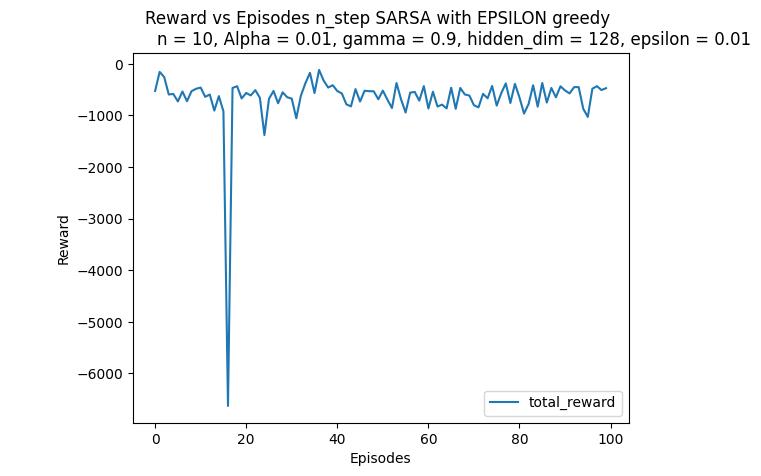 Reward vs Episodes n_step SARSA with EPSILON greedy
n = 10, Alpha = 0.01, gamma = 0.9, hidden_dim = 128, epsilon = 0.01
0
−1000
−2000
−3000
−4000
−5000
−6000
Reward
total_reward
0 20 40 60 80 100
Episodes